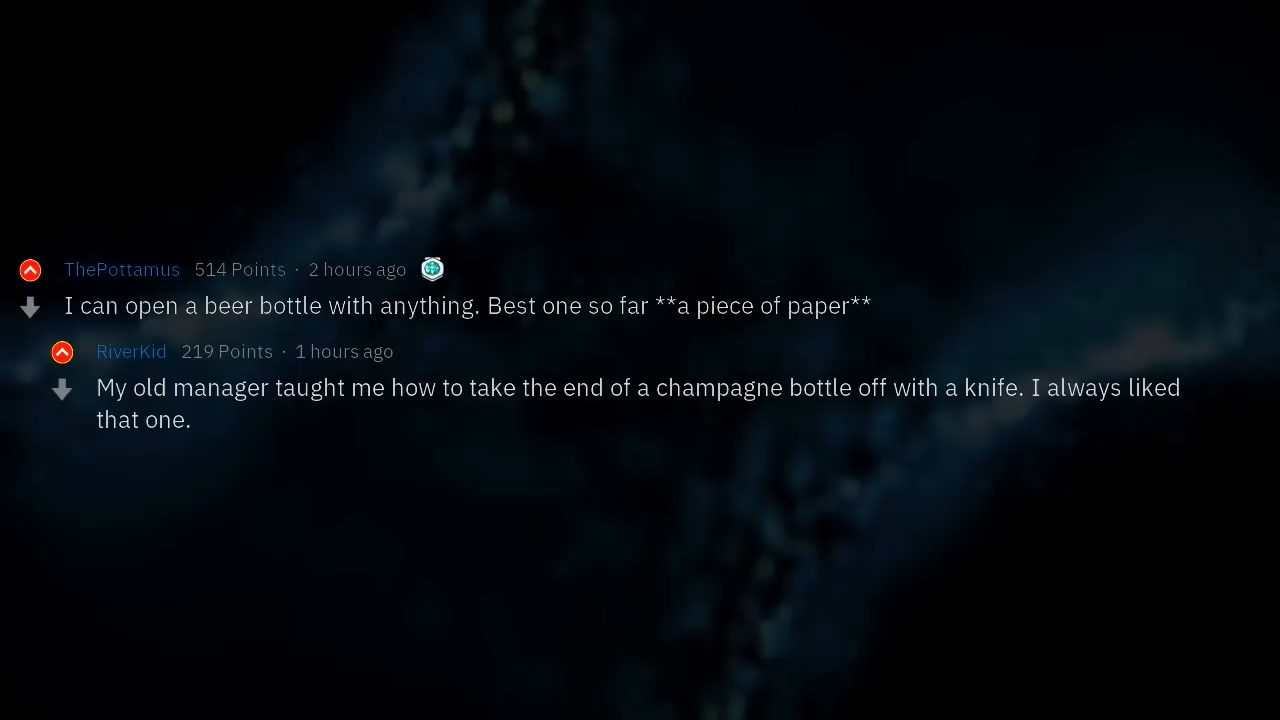 ThePottamus 514 Points · 2 hours ago
I can open a beer bottle with anything. Best one so far **a piece of paper**
RiverKid 219 Points · 1 hours ago
My old manager taught me how to take the end of a champagne bottle off with a knife. I always liked
that one.